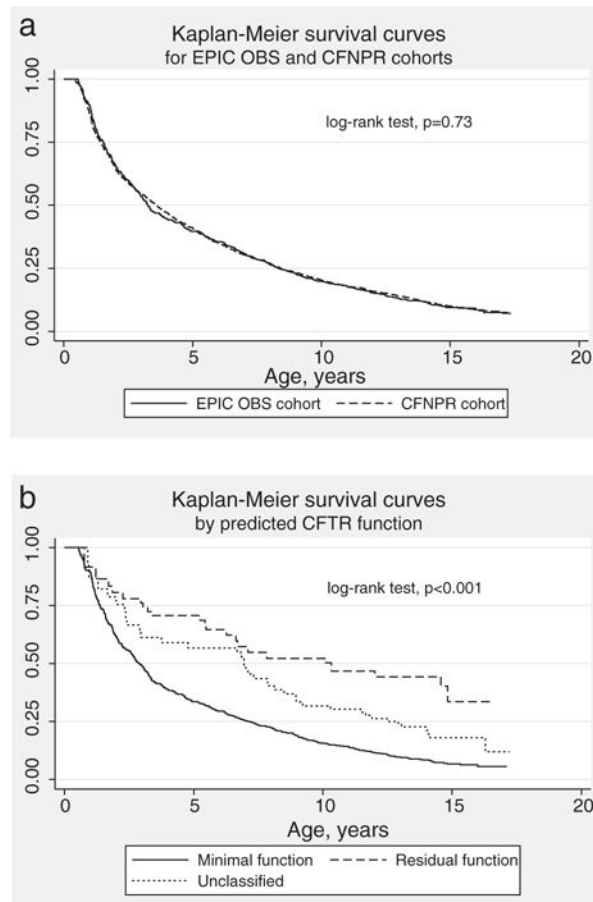 a
Kaplan-Meier survival curves
for EPIC OBS and CFNPR cohorts
log-rank test, p=0.73
1.00
0.75
0.50
0.25
0.00
0 5 10 15 20
Age, years
EPIC OBS cohort CFNPR cohort
b
Kaplan-Meier survival curves
by predicted CFTR function
log-rank test, p<0.001
1.00
0.75
0.50
0.25
0.00
0 5 10 15 20
Age, years
Minimal function Residual function
Unclassified